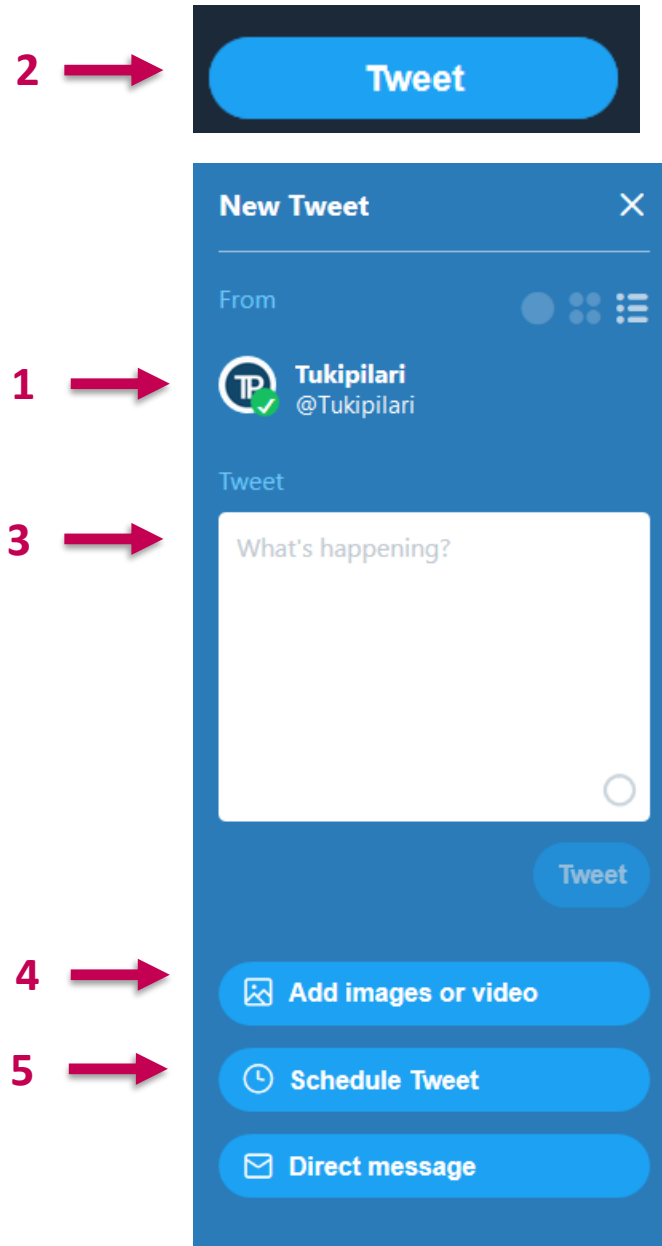 2
Tweet
New Tweet
From
1
TP
Tukipilari
@Tukipilari
Tweet
3
What's happening?
Tweet
4
Add images or video
5
Schedule Tweet
Direct message